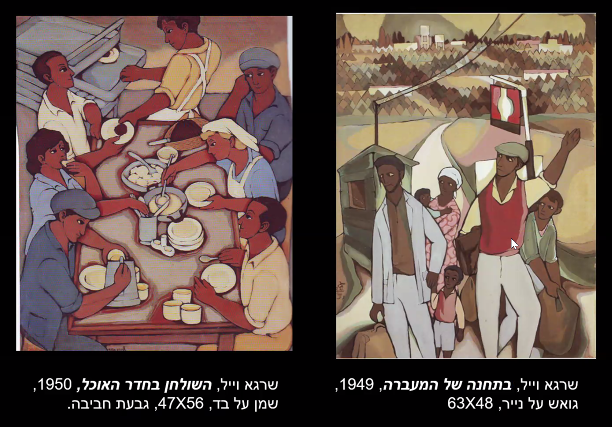 שרגא וייל, בתחנה של המעברה, 1949,
גואש על נייר, 63X48
שרגא וייל, השולחן בחדר האוכל, 1950,
שמן על בד, 47X56, גבעת חביבה.